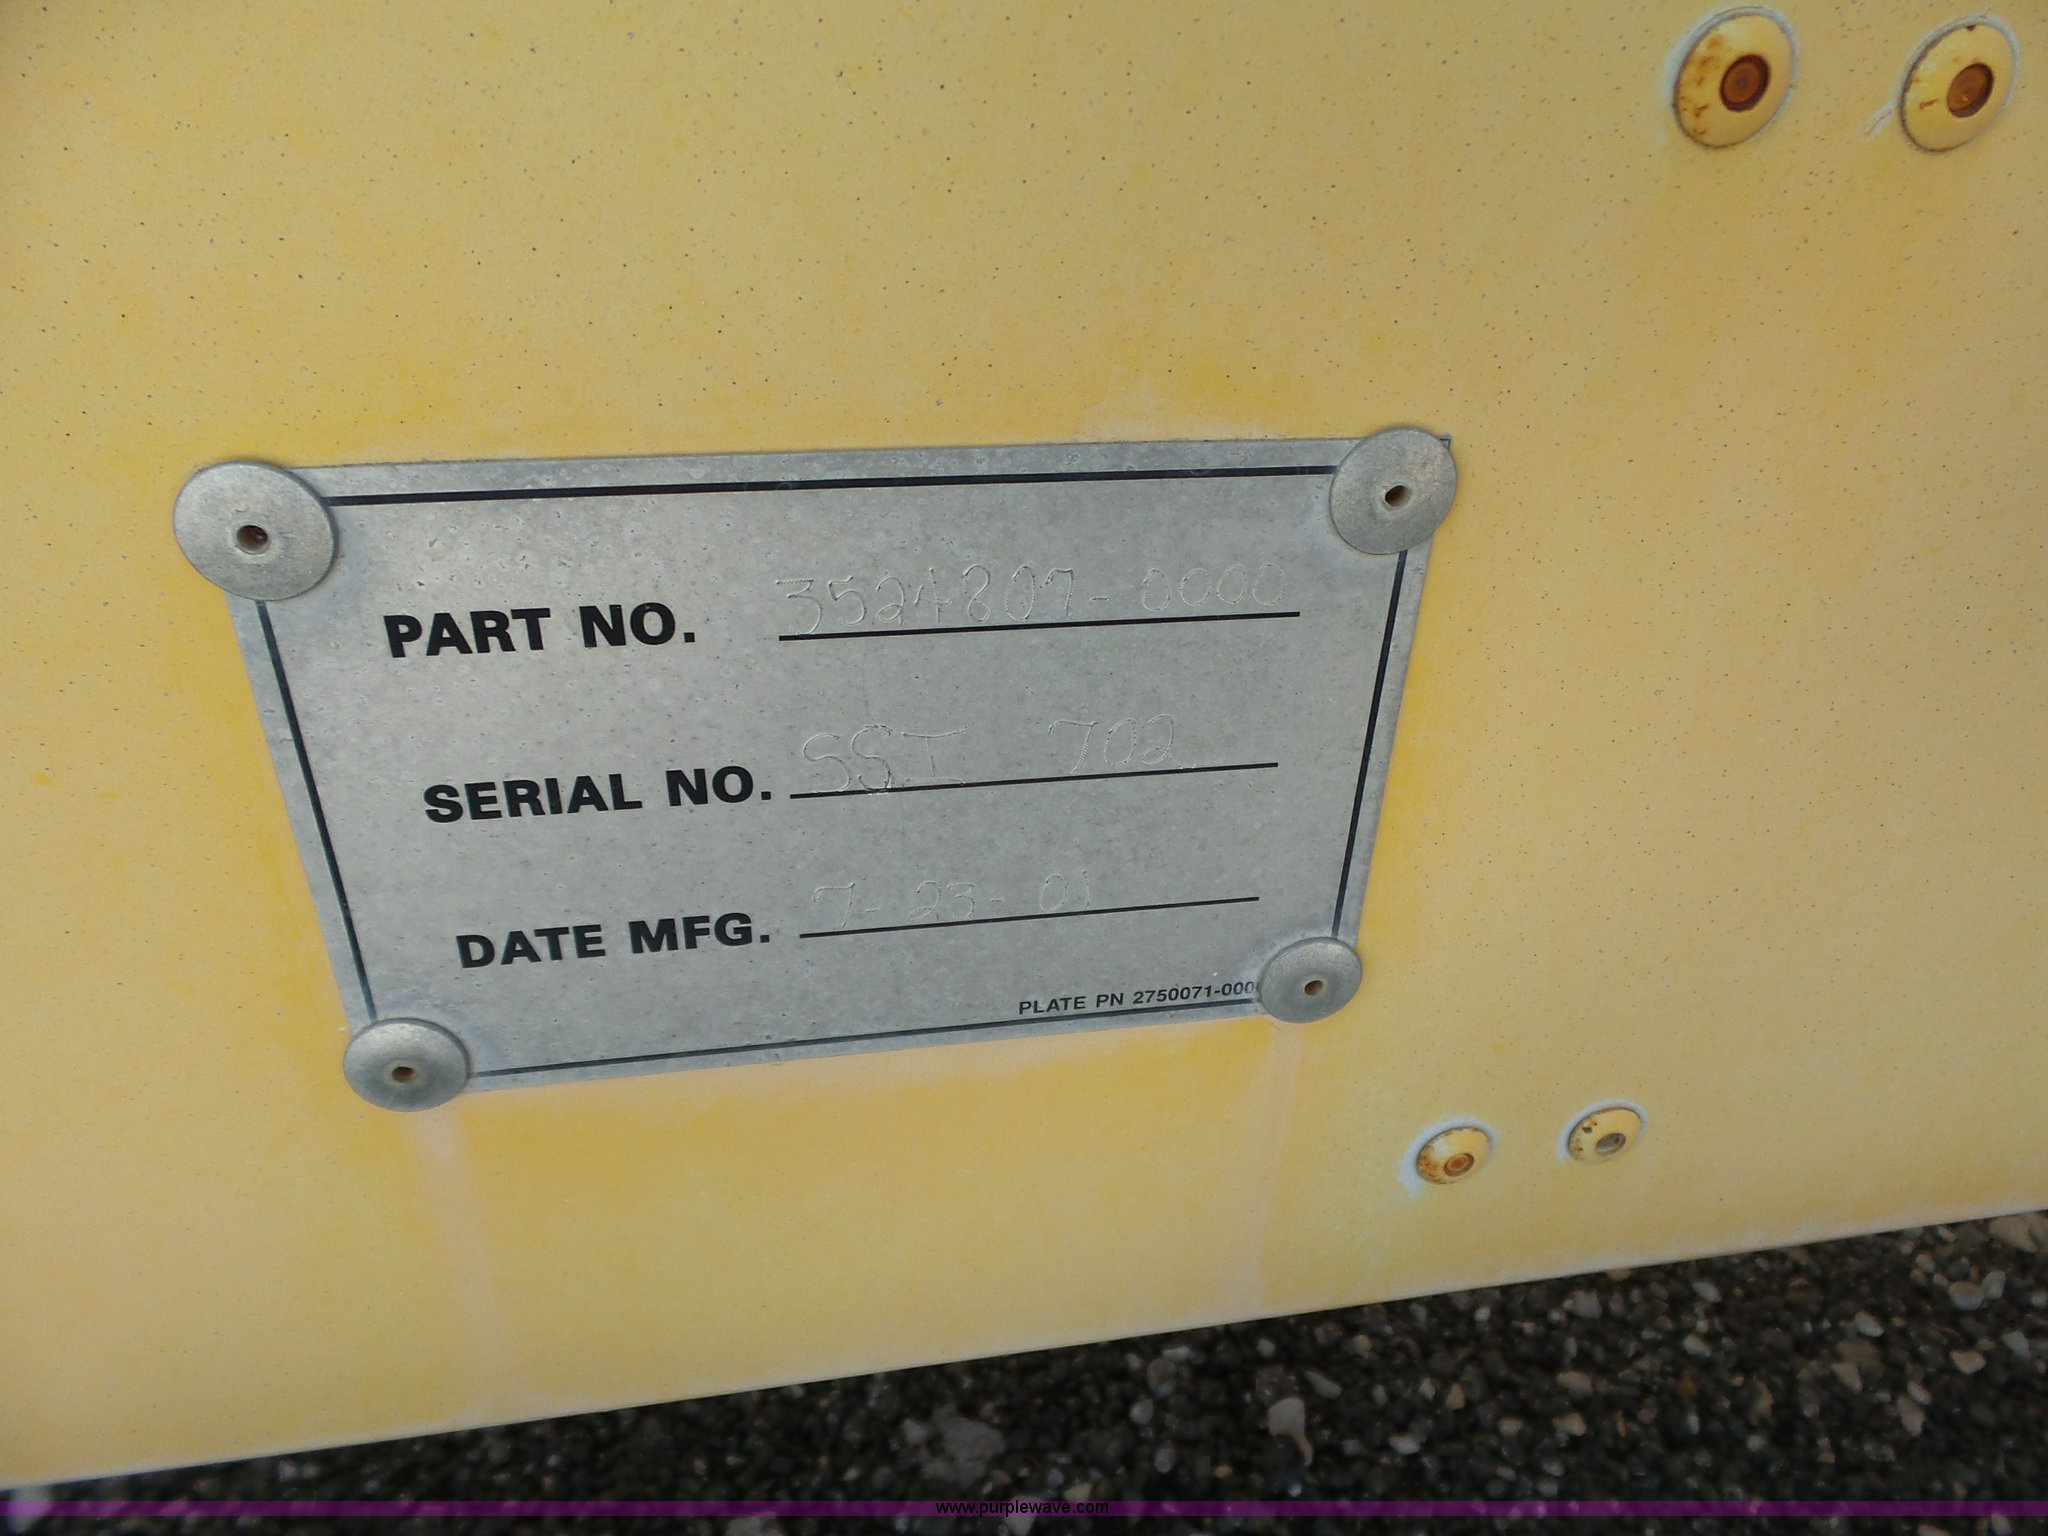 PART NO. 3524807-0000
SERIAL NO. SSI 702
DATE MFG. 7-23-01
PLATE PN 2750071-000
www.purplewave.com